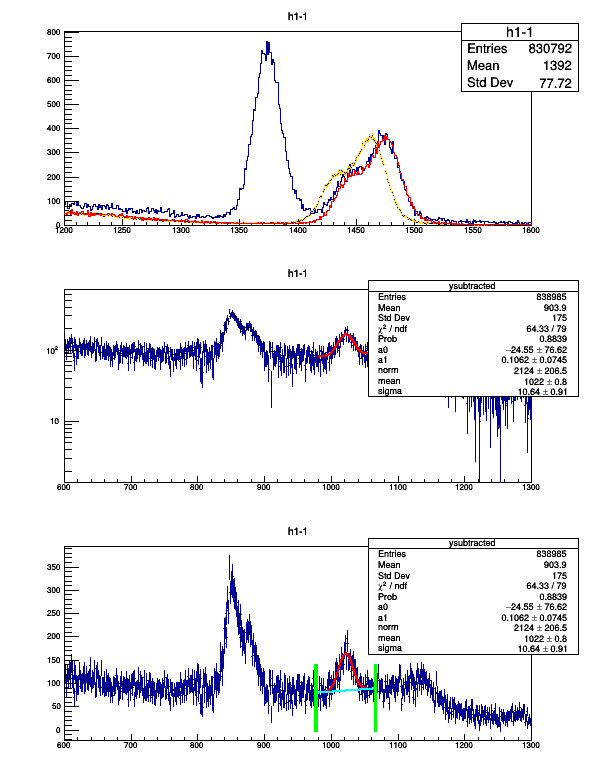 h1-1
h1-1
Entries 830792
Mean 1392
Std Dev 77.72
800
700
600
500
400
300
200
100
0
1200 1250 1300 1350 1400 1450 1500 1550 1600
h1-1
ysubtracted
Entries 838985
Mean 903.9
Std Dev 175
χ² / ndf 64.33 / 79
Prob 0.8839
a0 −24.55 ± 76.62
a1 0.1062 ± 0.0745
norm 2124 ± 206.5
mean 1022 ± 0.8
sigma 10.64 ± 0.91
10²
10
600 700 800 900 1000 1100 1200 1300
h1-1
ysubtracted
Entries 838985
Mean 903.9
Std Dev 175
χ² / ndf 64.33 / 79
Prob 0.8839
a0 −24.55 ± 76.62
a1 0.1062 ± 0.0745
norm 2124 ± 206.5
mean 1022 ± 0.8
sigma 10.64 ± 0.91
350
300
250
200
150
100
50
0
600 700 800 900 1000 1100 1200 1300